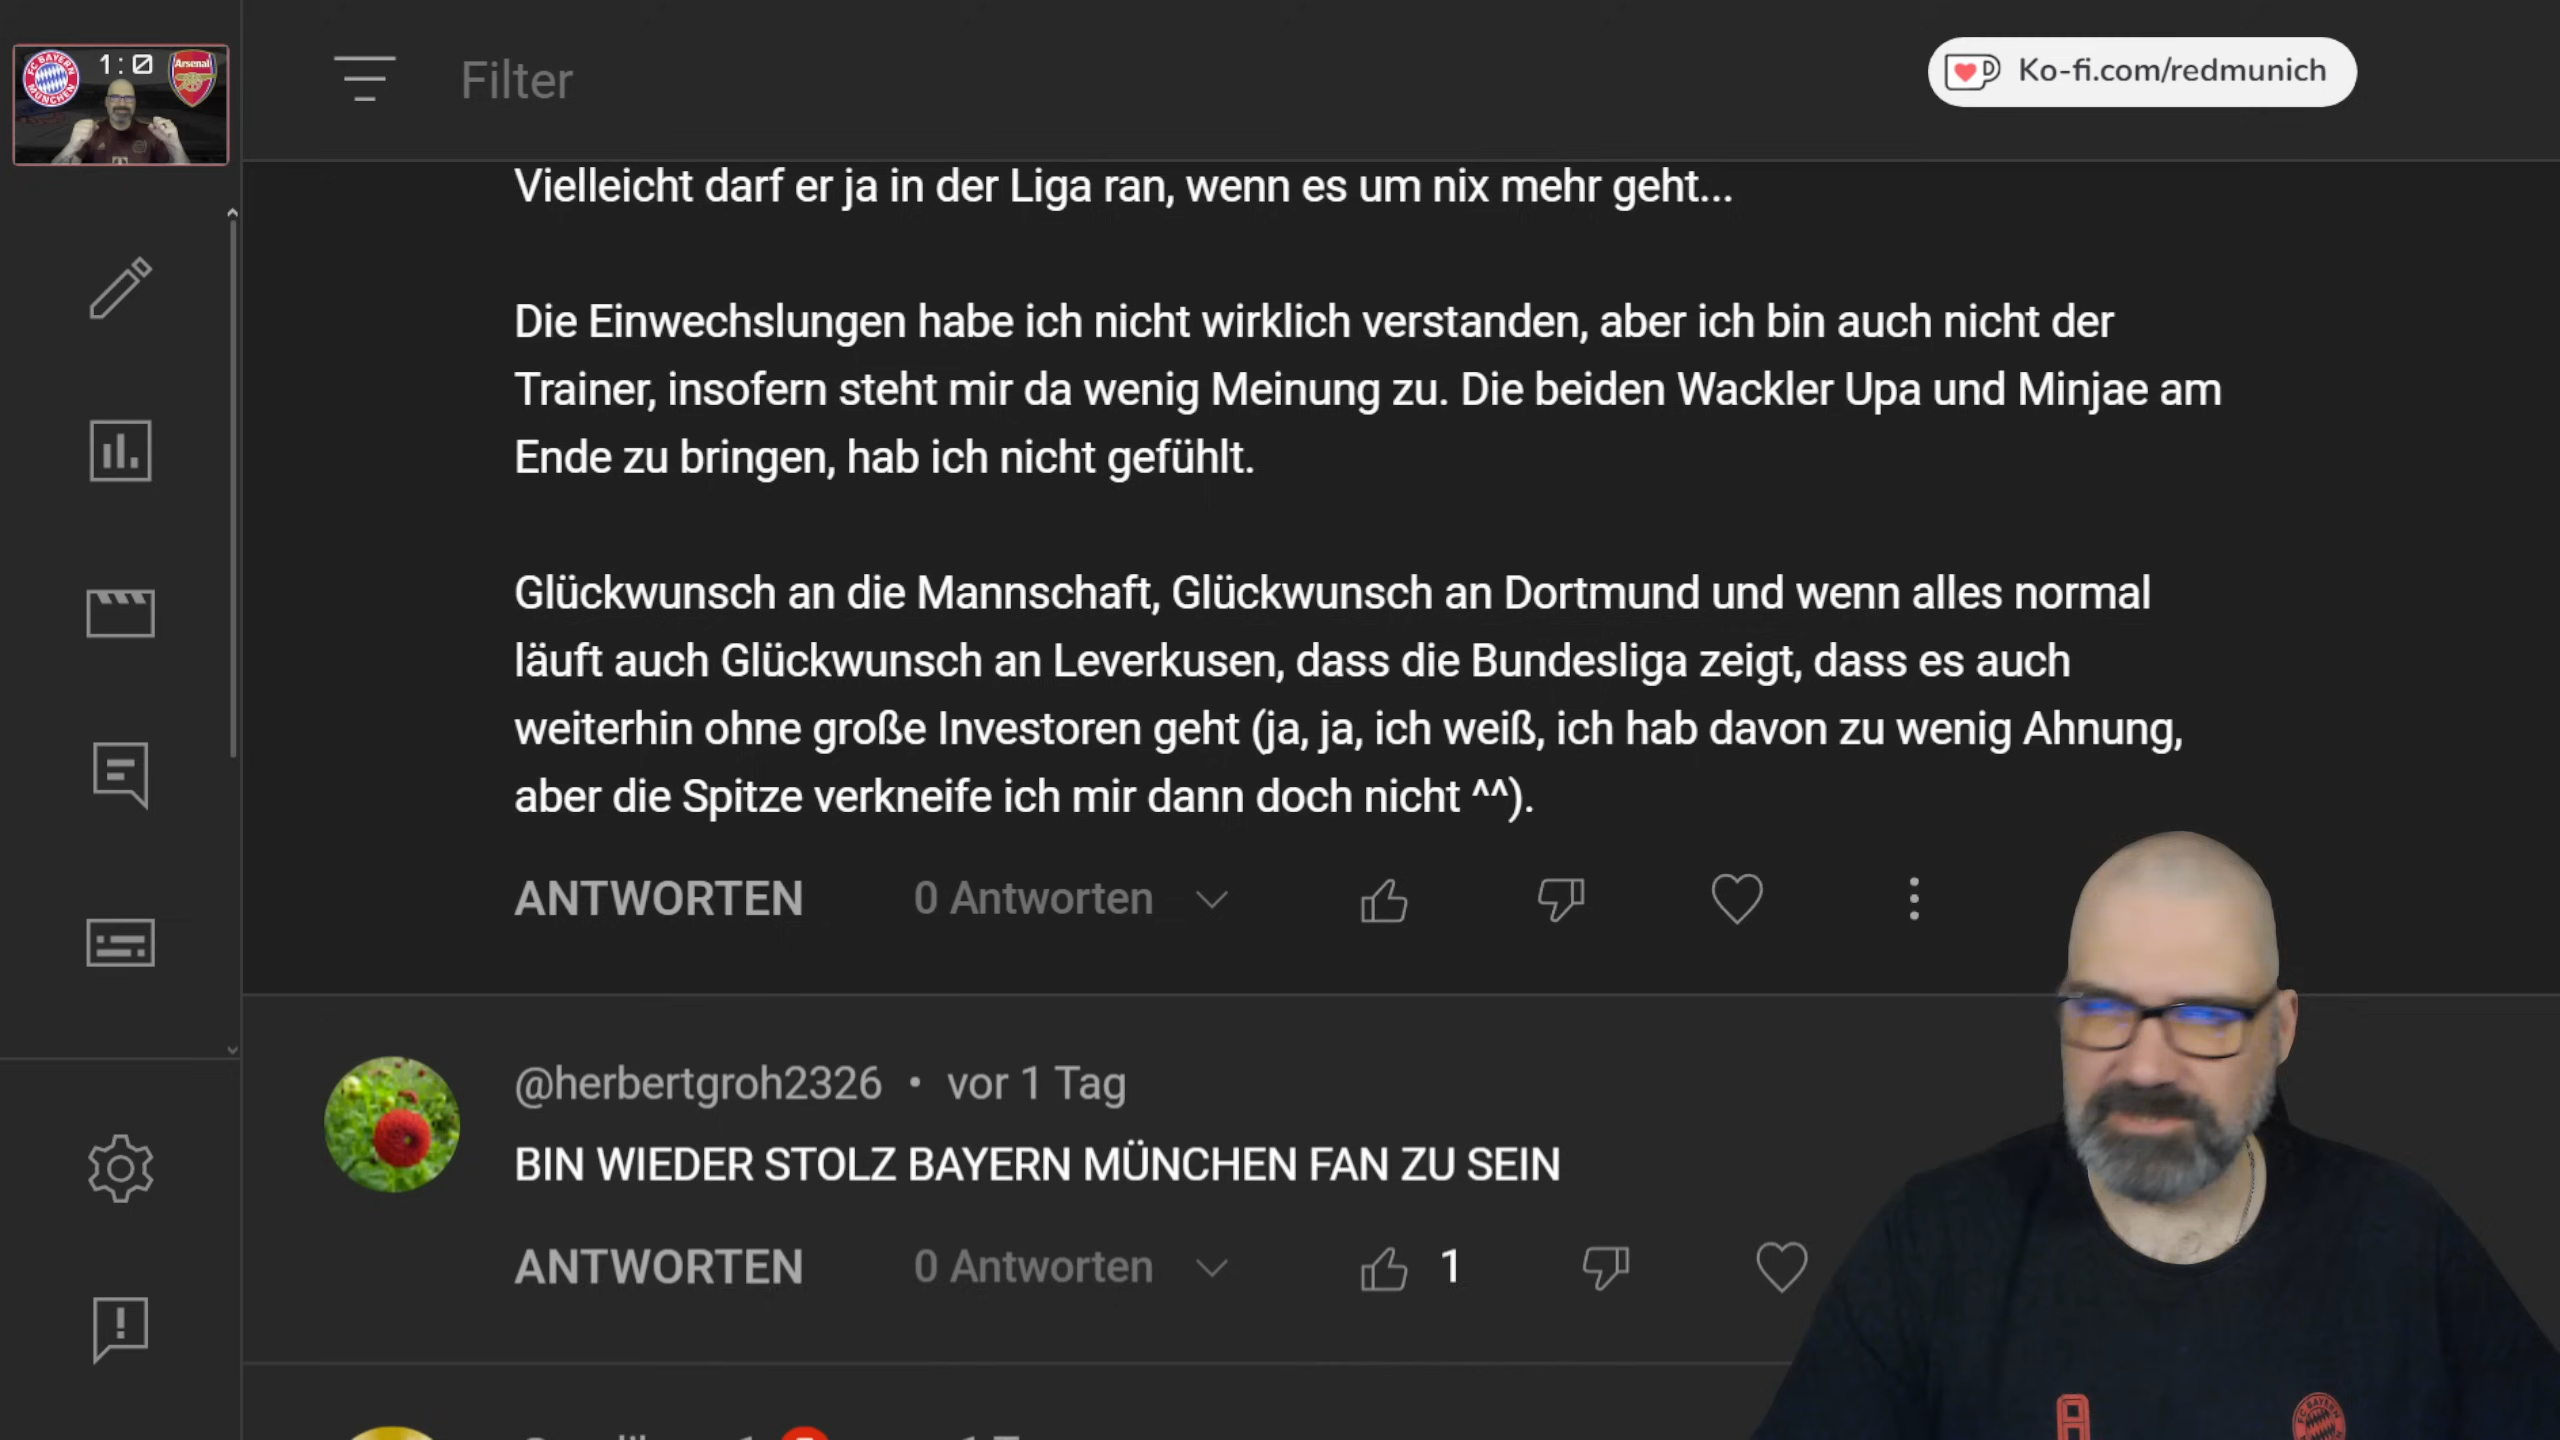 FC BAYERN
MÜNCHEN
1:0
Arsenal
Filter
Ko-fi.com/redmunich
Vielleicht darf er ja in der Liga ran, wenn es um nix mehr geht...
Die Einwechslungen habe ich nicht wirklich verstanden, aber ich bin auch nicht der
Trainer, insofern steht mir da wenig Meinung zu. Die beiden Wackler Upa und Minjae am
Ende zu bringen, hab ich nicht gefühlt.
Glückwunsch an die Mannschaft, Glückwunsch an Dortmund und wenn alles normal
läuft auch Glückwunsch an Leverkusen, dass die Bundesliga zeigt, dass es auch
weiterhin ohne große Investoren geht (ja, ja, ich weiß, ich hab davon zu wenig Ahnung,
aber die Spitze verkneife ich mir dann doch nicht ^^).
ANTWORTEN 0 Antworten
@herbertgroh2326 • vor 1 Tag
BIN WIEDER STOLZ BAYERN MÜNCHEN FAN ZU SEIN
ANTWORTEN 0 Antworten 1
FC BAYERN